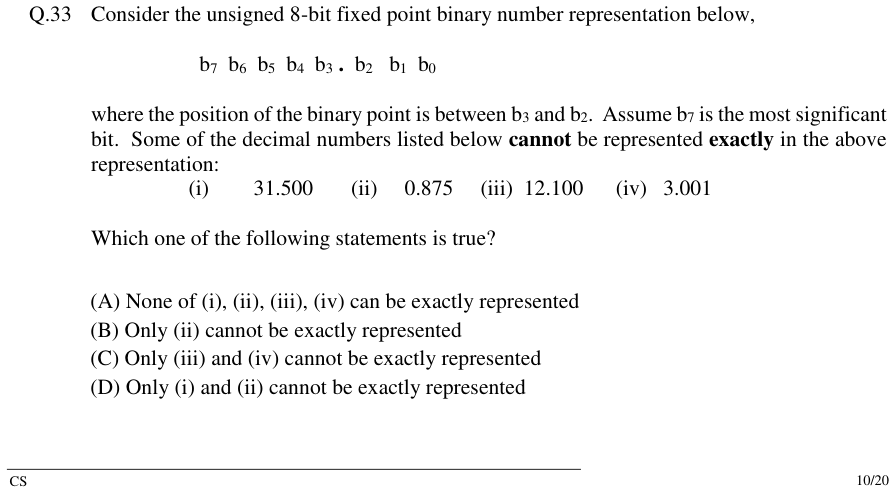 Q.33 Consider the unsigned 8-bit fixed point binary number representation below,
b₇ b₆ b₅ b₄ b₃ . b₂ b₁ b₀
where the position of the binary point is between b₃ and b₂. Assume b₇ is the most significant
bit. Some of the decimal numbers listed below cannot be represented exactly in the above
representation:
(i) 31.500 (ii) 0.875 (iii) 12.100 (iv) 3.001
Which one of the following statements is true?
(A) None of (i), (ii), (iii), (iv) can be exactly represented
(B) Only (ii) cannot be exactly represented
(C) Only (iii) and (iv) cannot be exactly represented
(D) Only (i) and (ii) cannot be exactly represented
CS 10/20